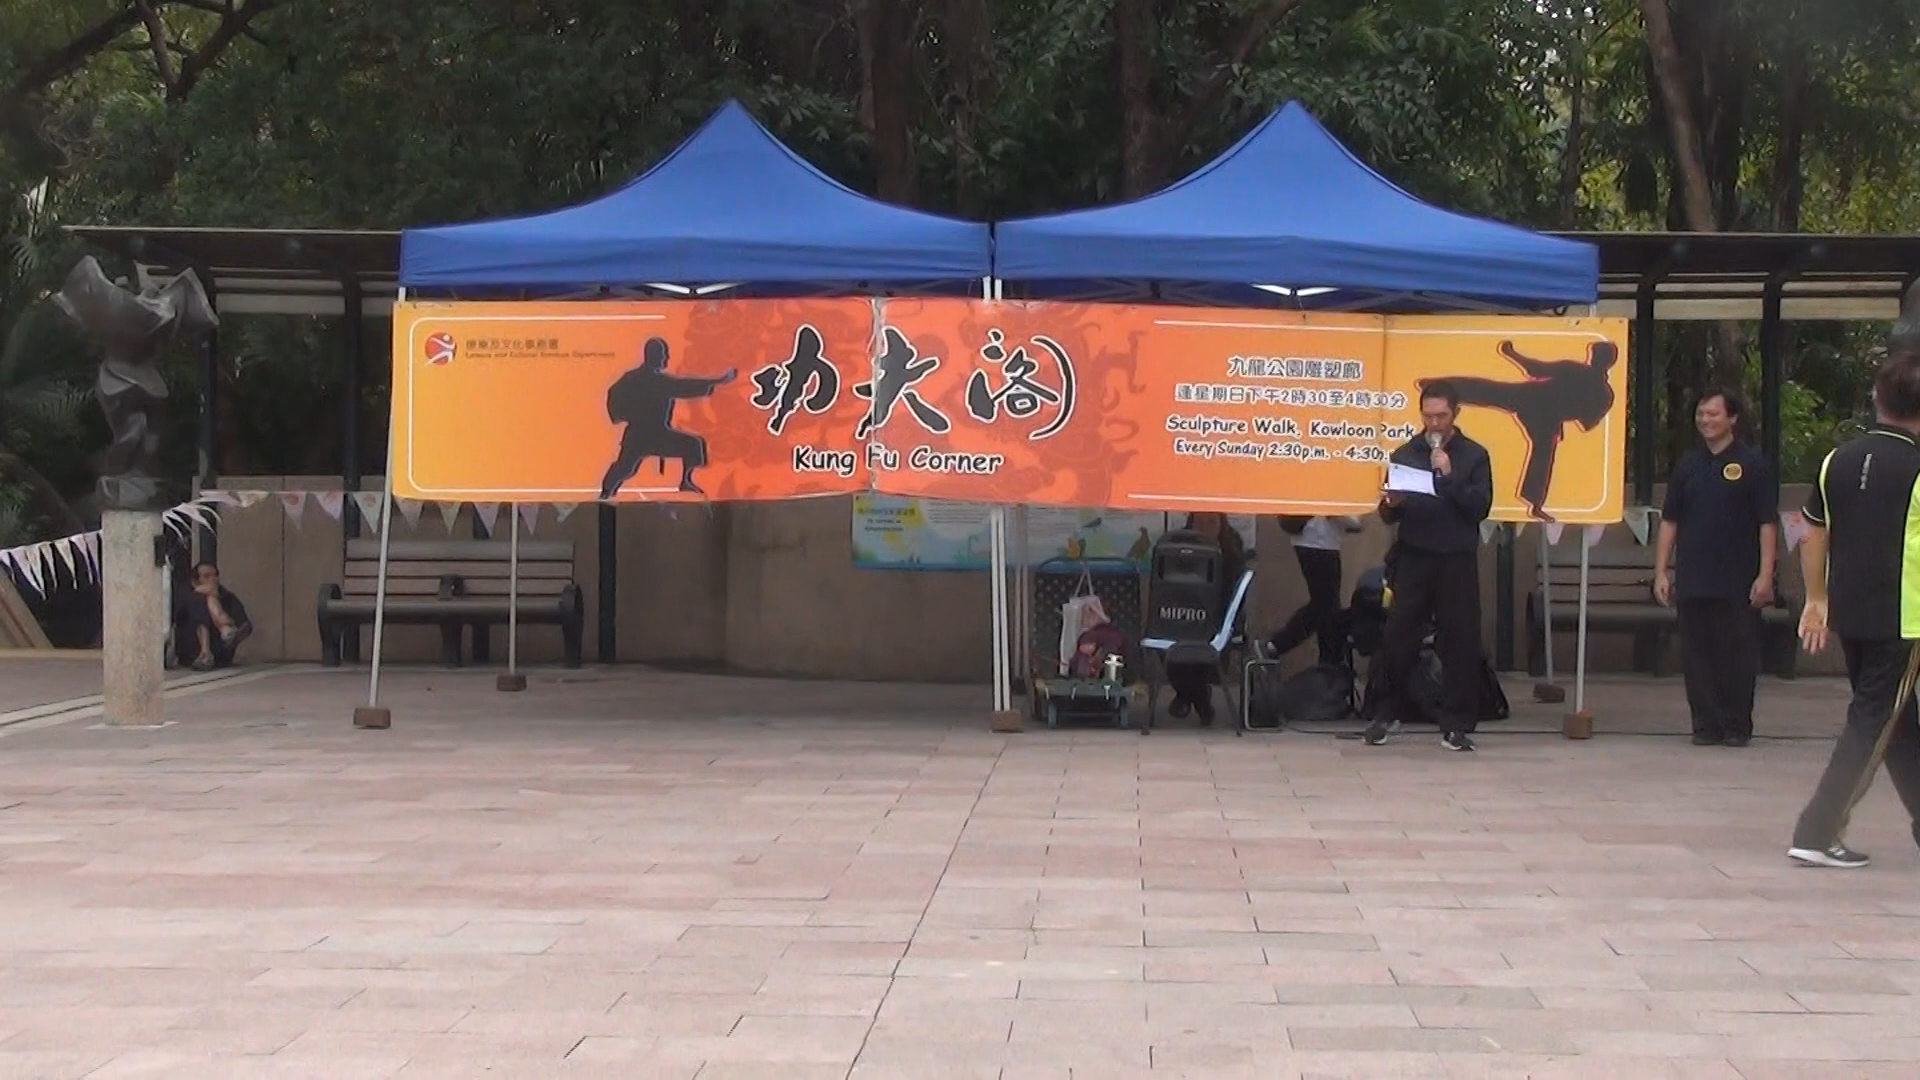 康樂及文化事務署
Leisure and Cultural Services Department
功夫閣
Kung Fu Corner
九龍公園雕塑廊
逢星期日下午2時30至4時30分
Sculpture Walk, Kowloon Park
Every Sunday 2:30p.m. - 4:30p.
MIPRO